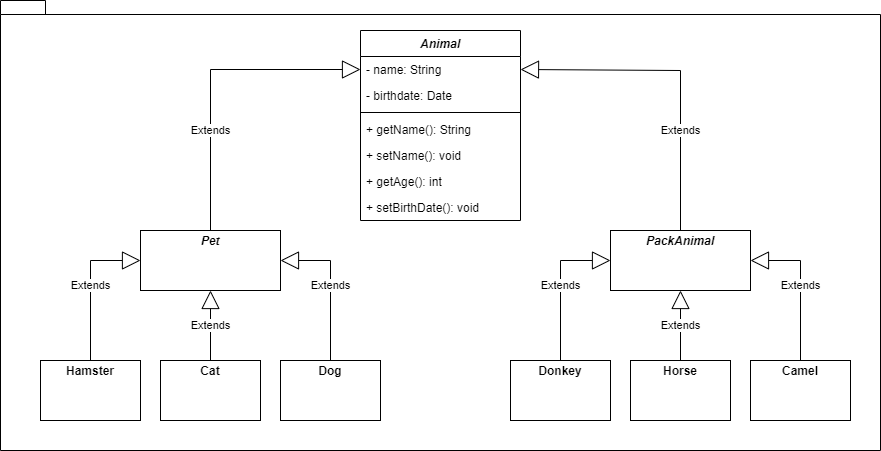 Animal
- name: String
- birthdate: Date
+ getName(): String
+ setName(): void
+ getAge(): int
+ setBirthDate(): void
Extends
Extends
Pet
PackAnimal
Extends
Extends
Extends
Extends
Extends
Extends
Hamster
Cat
Dog
Donkey
Horse
Camel